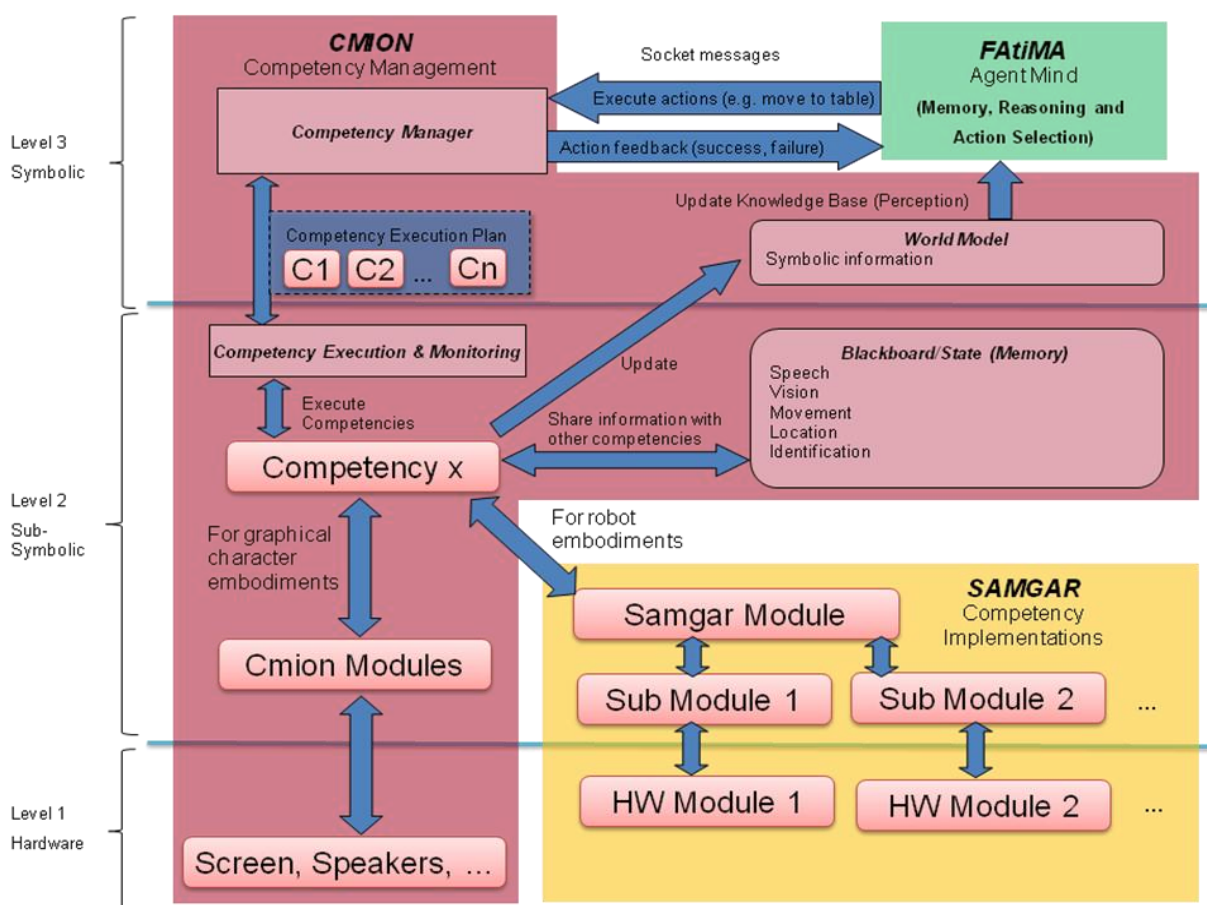 CMION
Competency Management
Competency Manager
Socket messages
Execute actions (e.g. move to table)
Action feedback (success, failure)
FAtiMA
Agent Mind
(Memory, Reasoning and
Action Selection)
Level 3
Symbolic
Competency Execution Plan
C1 C2 ... Cn
Update Knowledge Base (Perception)
World Model
Symbolic information
Competency Execution & Monitoring
Execute
Competencies
Update
Blackboard/State (Memory)
Speech
Vision
Movement
Location
Identification
Share information with
other competencies
Competency x
Level 2
Sub-
Symbolic
For graphical
character
embodiments
For robot
embodiments
SAMGAR
Competency
Implementations
Samgar Module
Cmion Modules
Sub Module 1
Sub Module 2
...
Level 1
Hardware
HW Module 1
HW Module 2
...
Screen, Speakers, ...